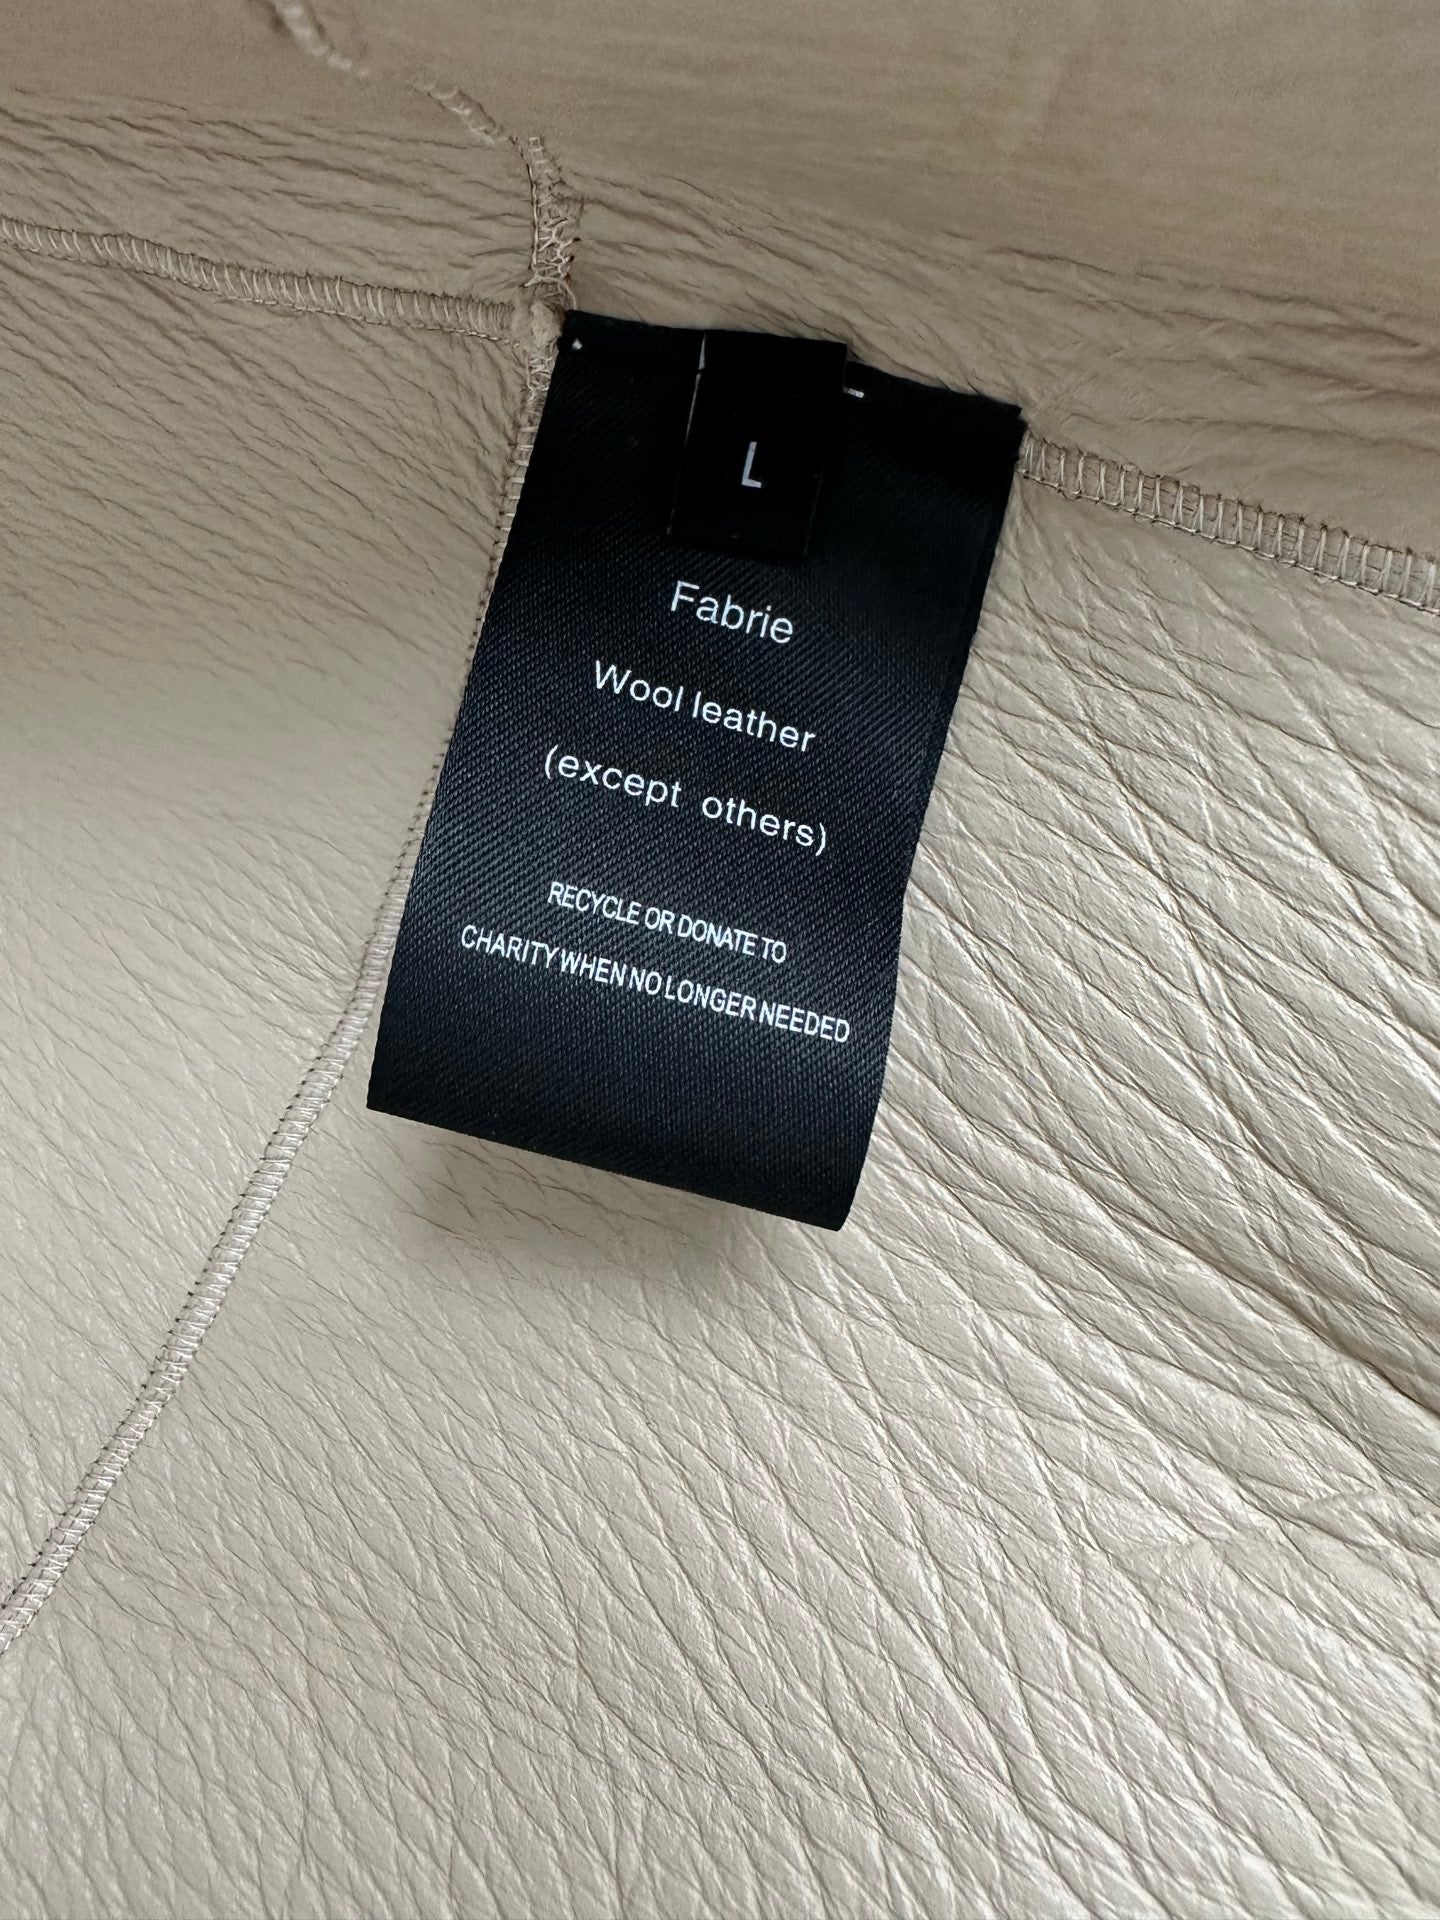 L
Fabrie
Wool leather
(except others)
RECYCLE OR DONATE TO
CHARITY WHEN NO LONGER NEEDED